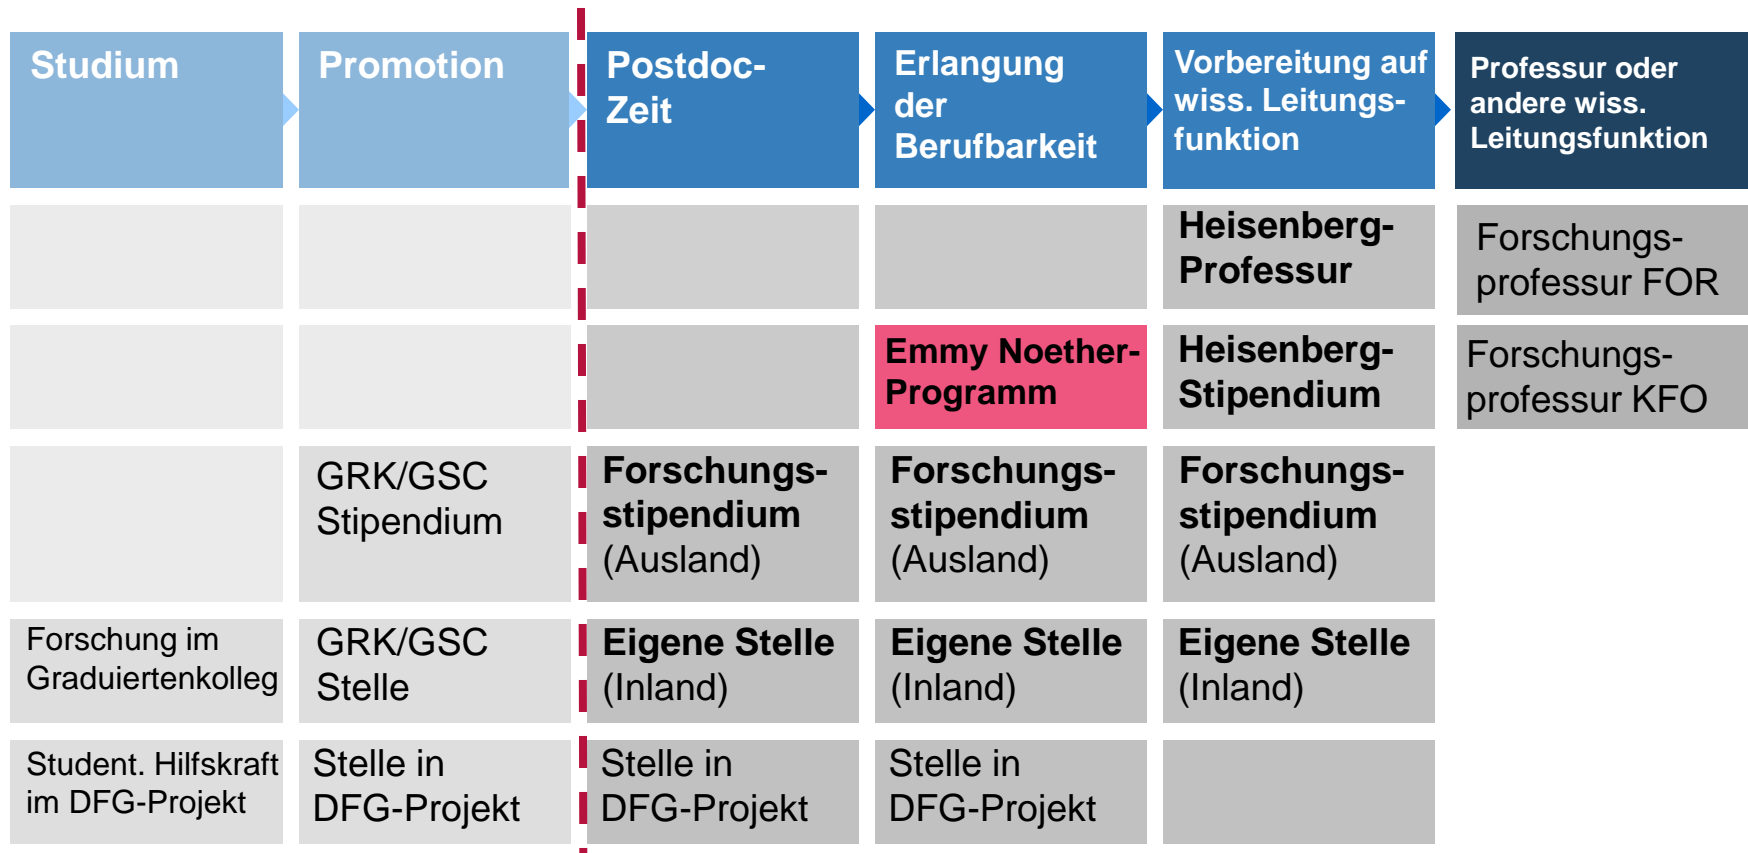 Studium
Promotion
Postdoc-
Zeit
Erlangung
der
Berufbarkeit
Vorbereitung auf
wiss. Leitungs-
funktion
Professur oder
andere wiss.
Leitungsfunktion
Heisenberg-
Professur
Forschungs-
professur FOR
Emmy Noether-
Programm
Heisenberg-
Stipendium
Forschungs-
professur KFO
GRK/GSC
Stipendium
Forschungs-
stipendium
(Ausland)
Forschungs-
stipendium
(Ausland)
Forschungs-
stipendium
(Ausland)
Forschung im
Graduiertenkolleg
GRK/GSC
Stelle
Eigene Stelle
(Inland)
Eigene Stelle
(Inland)
Eigene Stelle
(Inland)
Student. Hilfskraft
im DFG-Projekt
Stelle in
DFG-Projekt
Stelle in
DFG-Projekt
Stelle in
DFG-Projekt